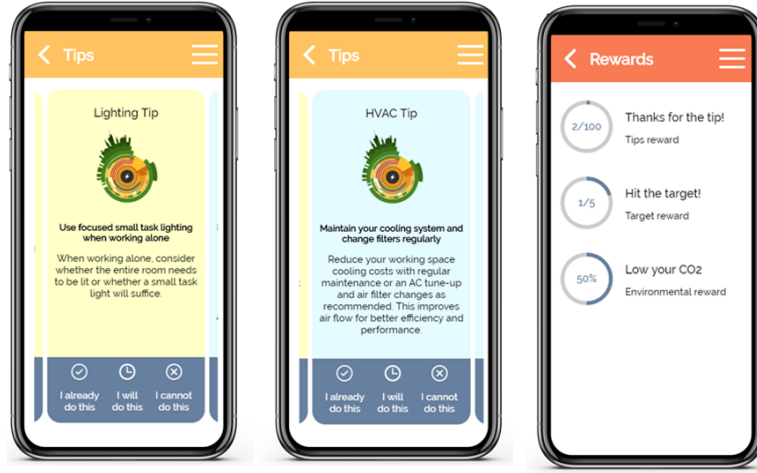 Tips
Lighting Tip
Use focused small task lighting
when working alone
When working alone, consider
whether the entire room needs
to be lit or whether a small task
light will suffice.
I already
do this
I will
do this
I cannot
do this
Tips
HVAC Tip
Maintain your cooling system and
change filters regularly
Reduce your working space
cooling costs with regular
maintenance or an AC tune-up
and air filter changes as
recommended. This improves
air flow for better efficiency and
performance.
I already
do this
I will
do this
I cannot
do this
Rewards
2/100
Thanks for the tip!
Tips reward
1/5
Hit the target!
Target reward
50%
Low your CO2
Environmental reward